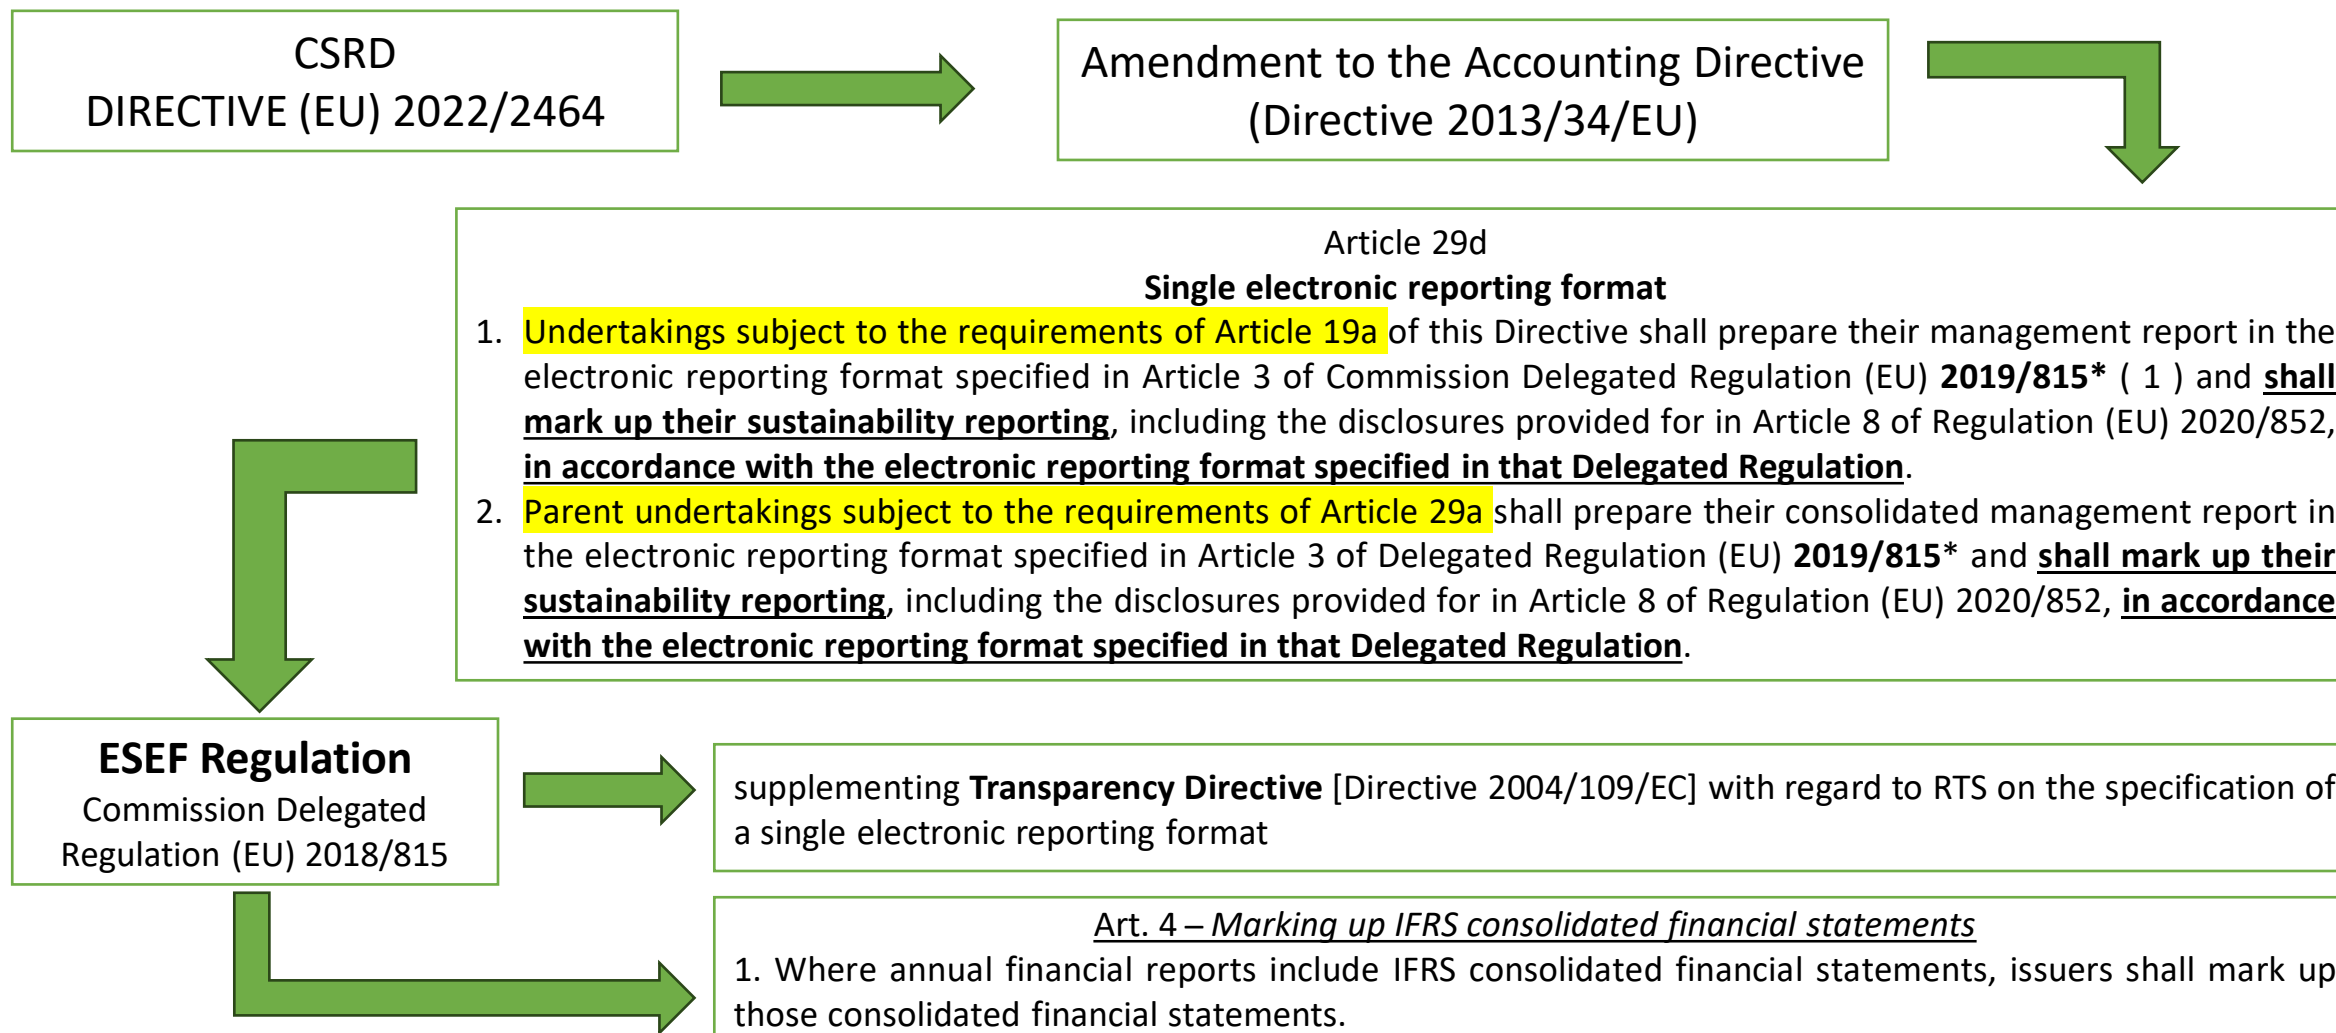 CSRD
DIRECTIVE (EU) 2022/2464
Amendment to the Accounting Directive
(Directive 2013/34/EU)
Article 29d
Single electronic reporting format
1. Undertakings subject to the requirements of Article 19a of this Directive shall prepare their management report in the
electronic reporting format specified in Article 3 of Commission Delegated Regulation (EU) 2019/815* ( 1 ) and shall
mark up their sustainability reporting, including the disclosures provided for in Article 8 of Regulation (EU) 2020/852,
in accordance with the electronic reporting format specified in that Delegated Regulation.
2. Parent undertakings subject to the requirements of Article 29a shall prepare their consolidated management report in
the electronic reporting format specified in Article 3 of Delegated Regulation (EU) 2019/815* and shall mark up their
sustainability reporting, including the disclosures provided for in Article 8 of Regulation (EU) 2020/852, in accordance
with the electronic reporting format specified in that Delegated Regulation.
ESEF Regulation
Commission Delegated
Regulation (EU) 2018/815
supplementing Transparency Directive [Directive 2004/109/EC] with regard to RTS on the specification of
a single electronic reporting format
Art. 4 – Marking up IFRS consolidated financial statements
1. Where annual financial reports include IFRS consolidated financial statements, issuers shall mark up
those consolidated financial statements.